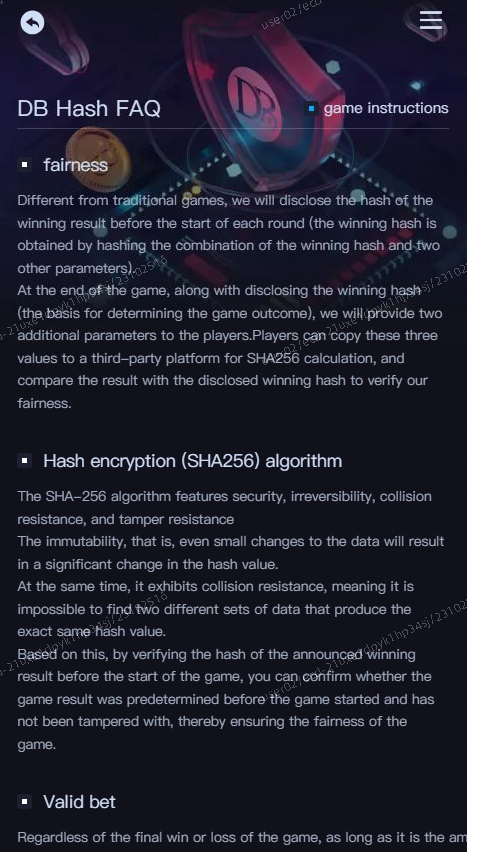 DB Hash FAQ
game instructions
fairness
Different from traditional games, we will disclose the hash of the
winning result before the start of each round (the winning hash is
obtained by hashing the combination of the winning hash and two
other parameters).
At the end of the game, along with disclosing the winning hash
(the basis for determining the game outcome), we will provide two
additional parameters to the players.Players can copy these three
values to a third-party platform for SHA256 calculation, and
compare the result with the disclosed winning hash to verify our
fairness.
Hash encryption (SHA256) algorithm
The SHA-256 algorithm features security, irreversibility, collision
resistance, and tamper resistance
The immutability, that is, even small changes to the data will result
in a significant change in the hash value.
At the same time, it exhibits collision resistance, meaning it is
impossible to find two different sets of data that produce the
exact same hash value.
Based on this, by verifying the hash of the announced winning
result before the start of the game, you can confirm whether the
game result was predetermined before the game started and has
not been tampered with, thereby ensuring the fairness of the
game.
Valid bet
Regardless of the final win or loss of the game, as long as it is the am